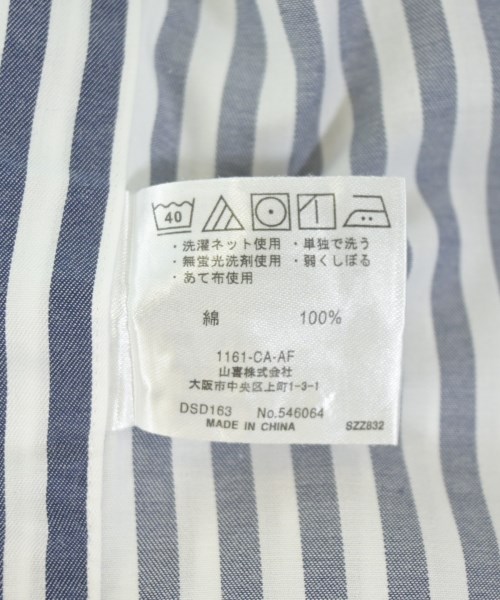 40
・洗濯ネット使用 ・単独で洗う
・無蛍光洗剤使用 ・弱くしぼる
・あて布使用
綿 100%
1161-CA-AF
山喜株式会社
大阪市中央区上町1-3-1
DSD163 No.546064
MADE IN CHINA SZZ832